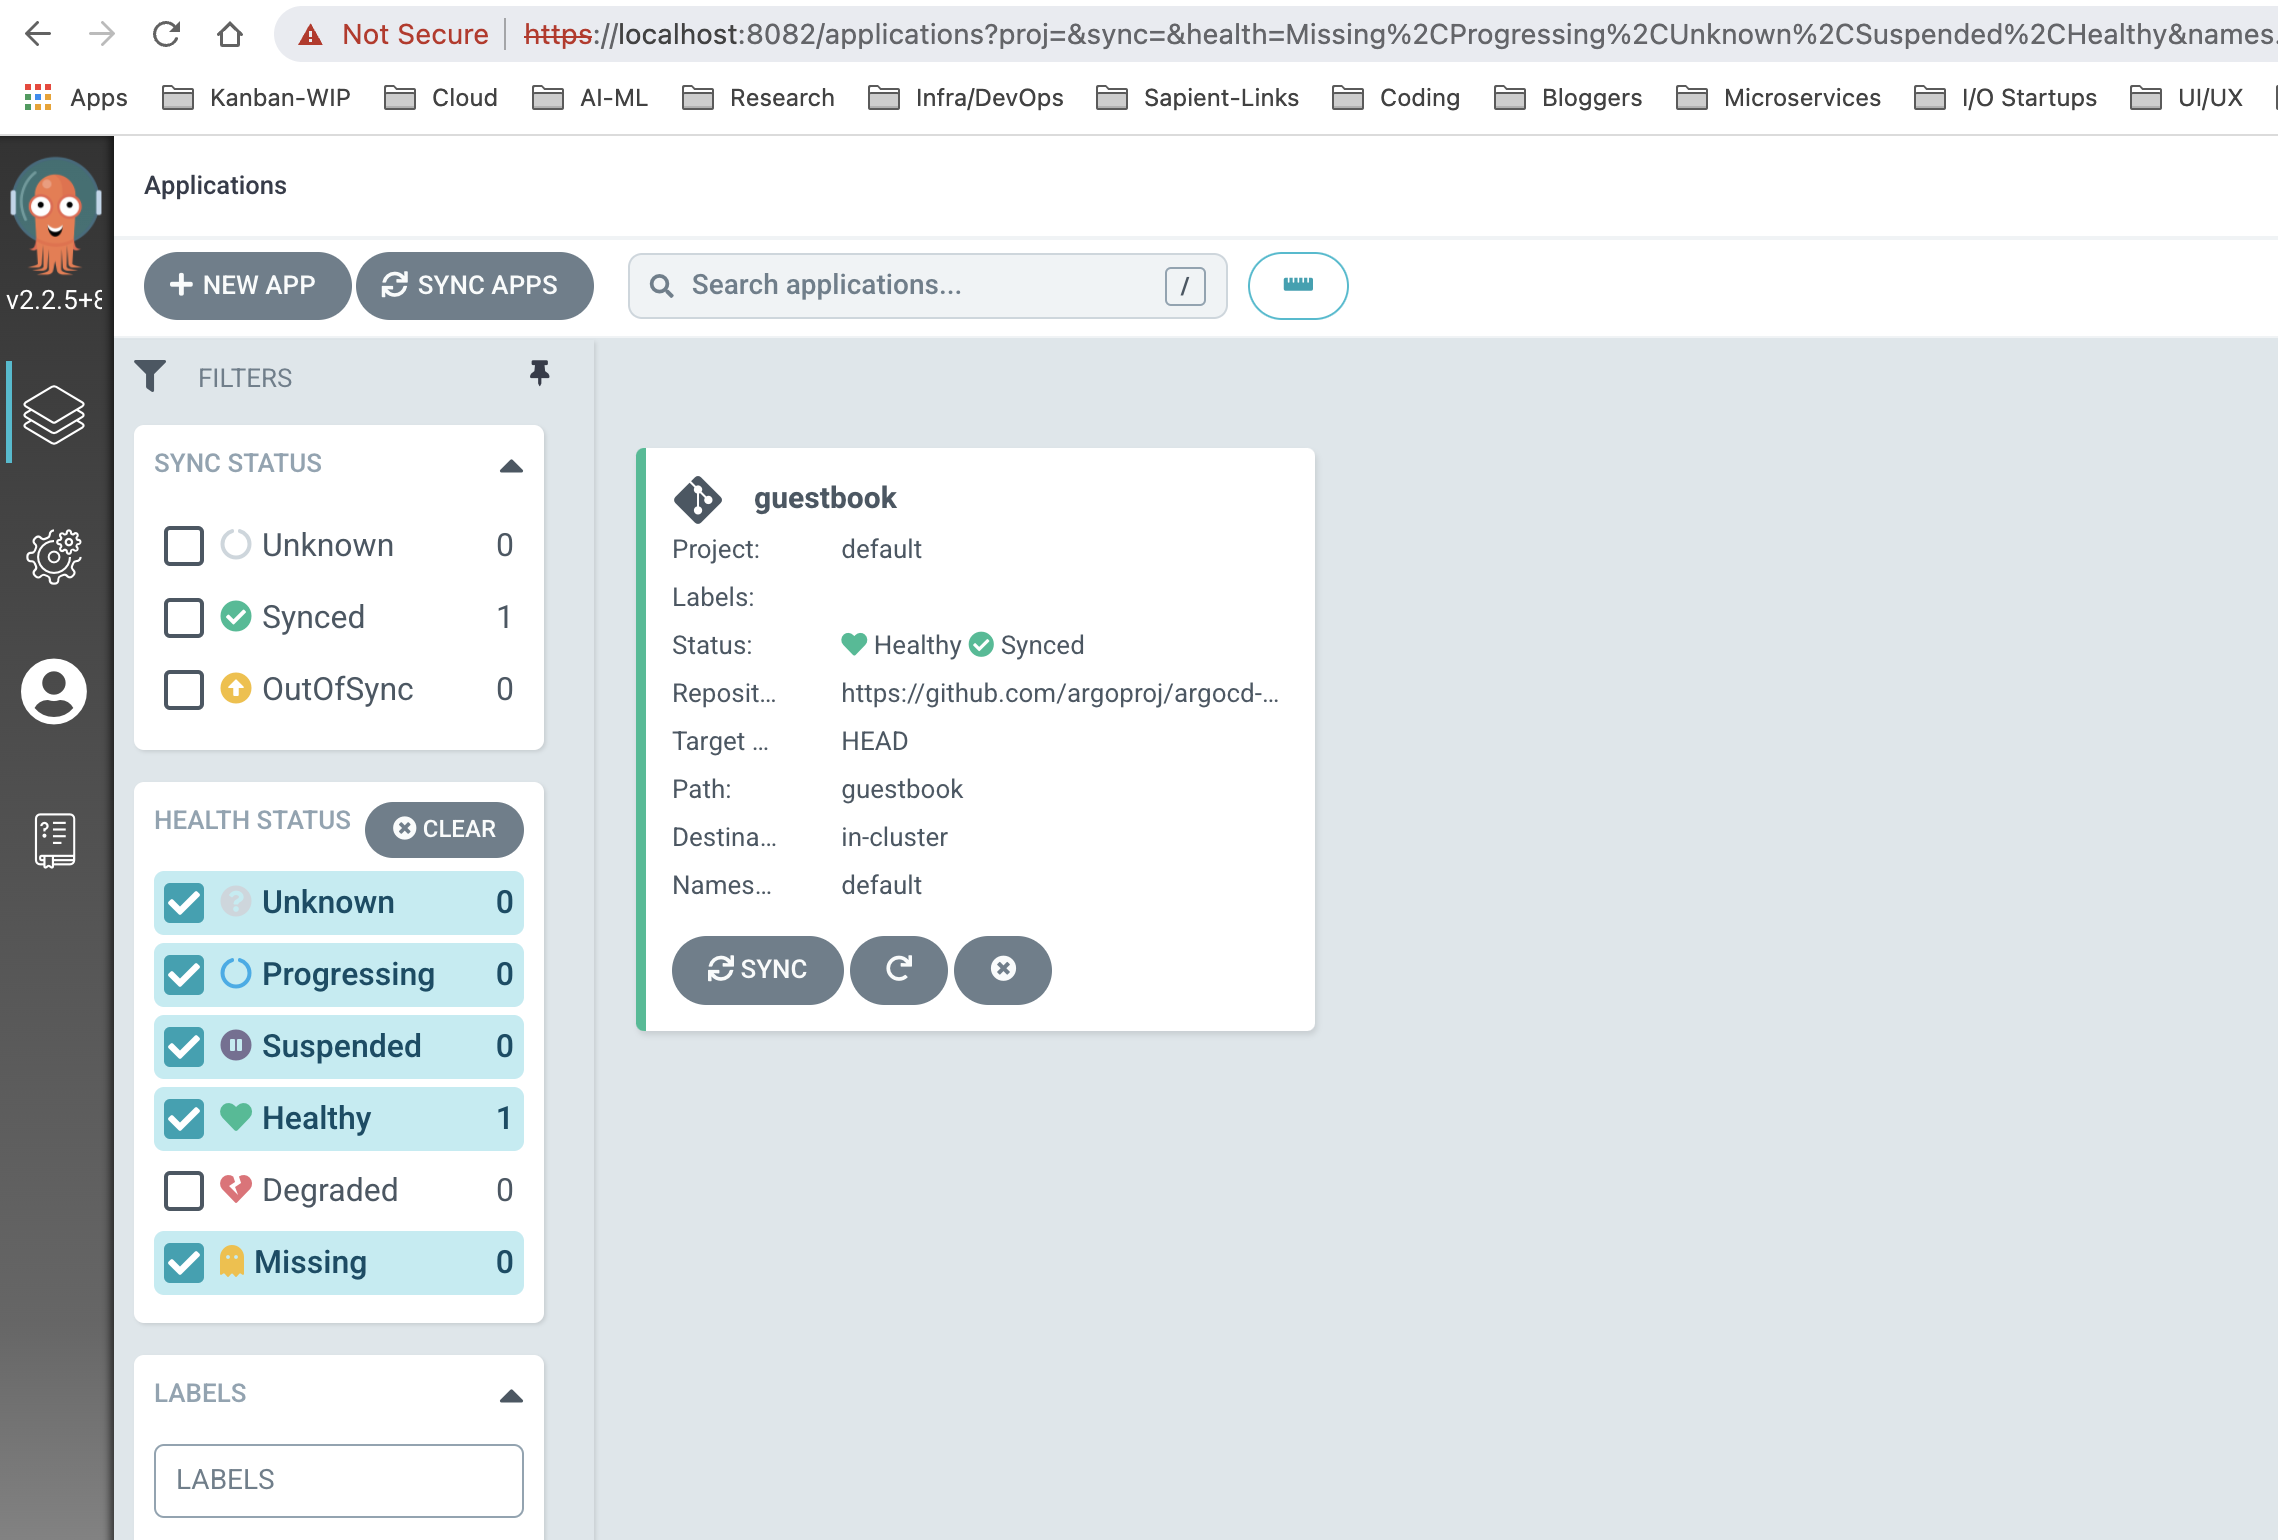 Not Secure https://localhost:8082/applications?proj=&sync=&health=Missing%2CProgressing%2CUnknown%2CSuspended%2CHealthy&names.
Apps Kanban-WIP Cloud AI-ML Research Infra/DevOps Sapient-Links Coding Bloggers Microservices I/O Startups UI/UX
Applications
v2.2.5+8
NEW APP SYNC APPS Search applications... /
FILTERS
SYNC STATUS
Unknown 0
Synced 1
OutOfSync 0
HEALTH STATUS CLEAR
Unknown 0
Progressing 0
Suspended 0
Healthy 1
Degraded 0
Missing 0
LABELS
LABELS
guestbook
Project: default
Labels:
Status: Healthy Synced
Reposit... https://github.com/argoproj/argocd-...
Target ... HEAD
Path: guestbook
Destina... in-cluster
Names... default
SYNC